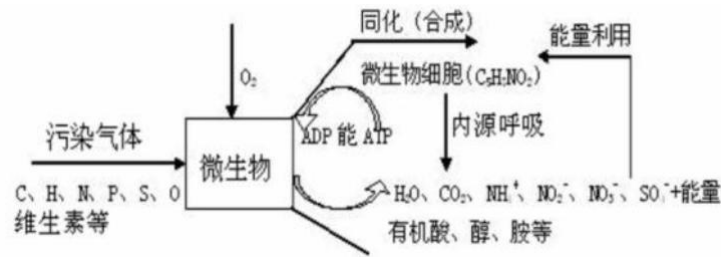 同化(合成)
能量利用
O₂
微生物细胞(C₅H₇NO₂)
污染气体
ADP 能 ATP
内源呼吸
微生物
C、H、N、P、S、O
维生素等
H₂O、CO₂、NH₄⁺、NO₂⁻、NO₃⁻、SO₄⁻+能量
有机酸、醇、胺等